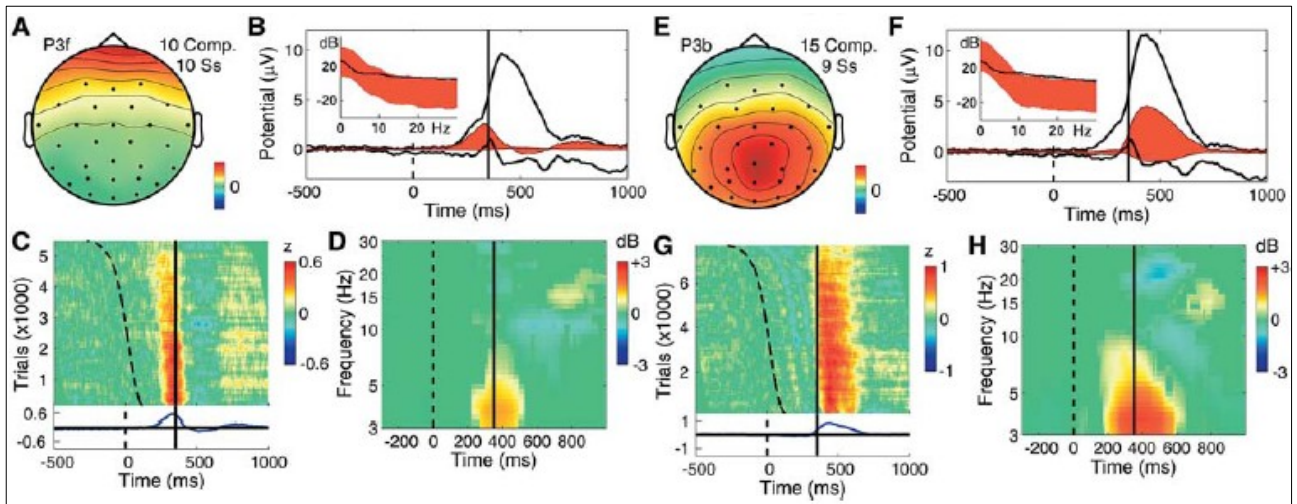 A
P3f
10 Comp.
10 Ss
0
B
dB
20
-20
0 10 20 Hz
Potential (μV)
10
5
0
-500 0 500 1000
Time (ms)
E
P3b
15 Comp.
9 Ss
0
F
dB
20
-20
0 10 20 Hz
Potential (μV)
10
5
0
-500 0 500 1000
Time (ms)
C
Trials (x1000)
5
4
3
2
1
z
0.6
0
-0.6
0.6
-0.6
-500 0 500 1000
Time (ms)
D
Frequency (Hz)
30
20
10
5
3
dB
+3
0
-3
-200 0 200 400 600 800
Time (ms)
G
Trials (x1000)
6
4
2
z
1
0
-1
1
-1
-500 0 500 1000
Time (ms)
H
Frequency (Hz)
30
20
15
10
5
3
dB
+3
0
-3
-200 0 200 400 600 800
Time (ms)